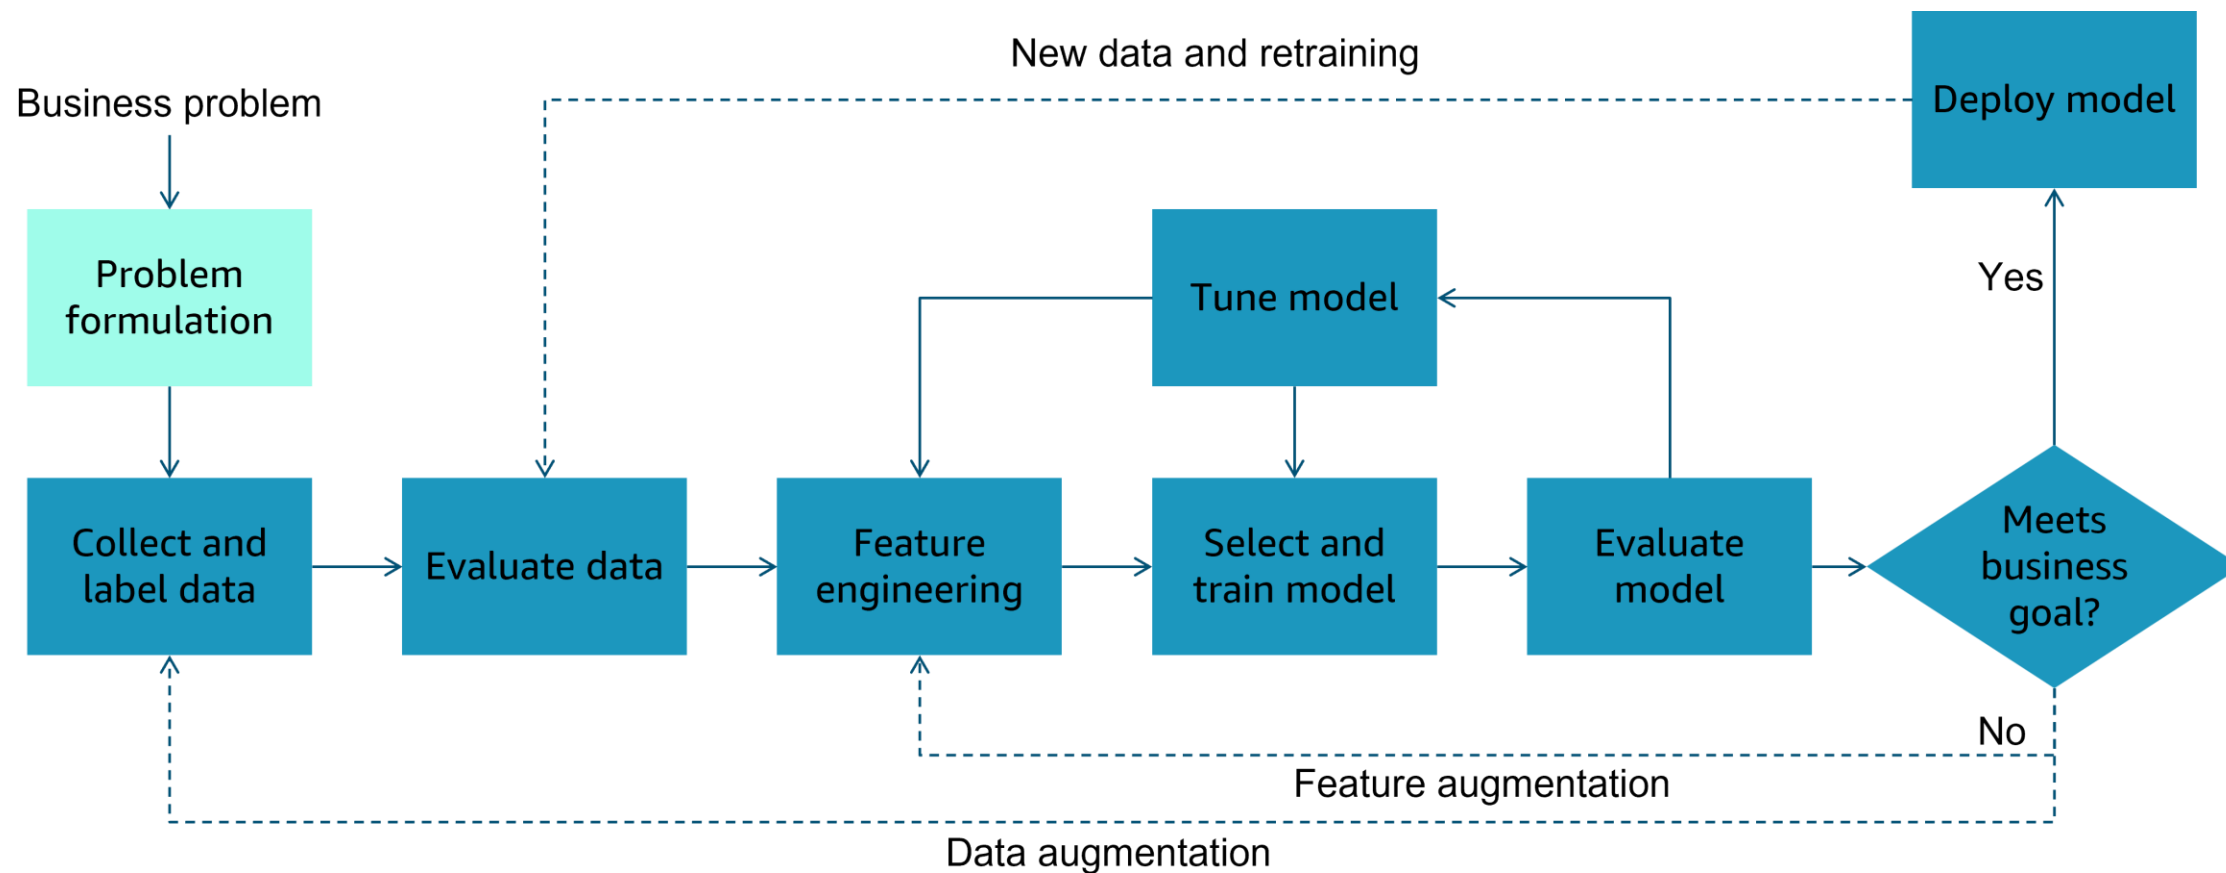 New data and retraining
Deploy model
Business problem
Problem
formulation
Tune model
Yes
Collect and
label data
Evaluate data
Feature
engineering
Select and
train model
Evaluate
model
Meets
business
goal?
No
Feature augmentation
Data augmentation